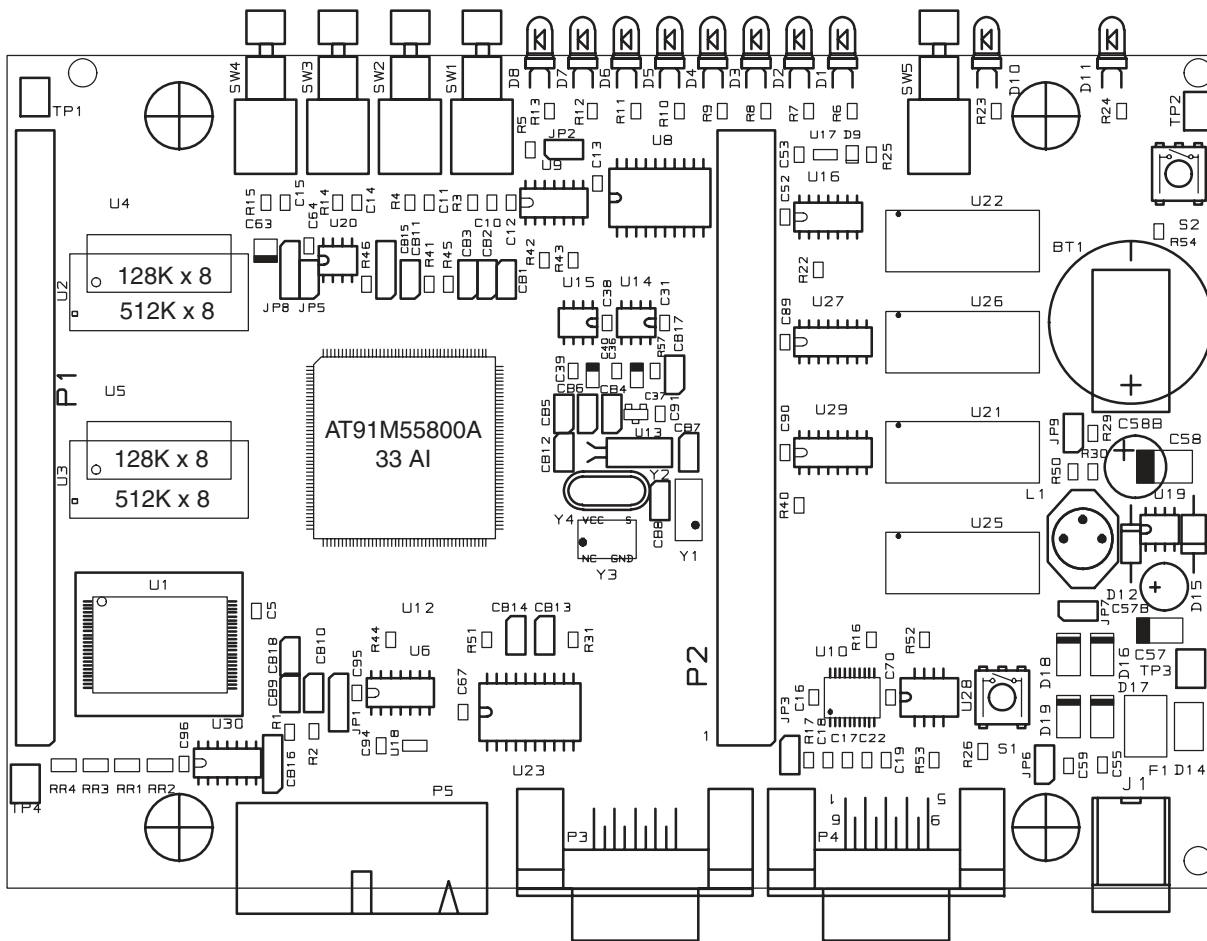 SW4 SW3 SW2 SW1 D8 D7 D6 D5 D4 D3 D2 D1 SW5 D10 D11
TP1 R5 R13 R12 R11 R10 R9 R8 R7 R6 R23 R24 TP2
JP2 U9 C13 U8 C53 U17 D9 R25
U4 R15 C15 R14 C14 R4 C11 R3 C10 C12 C52 U16 U22 S2
C63 C64 U20 R46 CB15 CB11 R41 R45 CB3 CB2 CB1 R42 R43 R22 BT1 R54
U2 128K x 8
512K x 8
JP8 JP5 U15 C38 U14 C31 CB17 C89 U27 U26
P1 C39 C40 C36 R57
U5 AT91M55800A
33 AI
CB5 CB6 CB4 C37 C91 C90 U29 U21 JP9 R29 C58B C58
U3 128K x 8
512K x 8
CB12 U13 CB7 Y2 R50 R30
Y4 VCC S CB8 Y1 R40 U25 L1 U19
NC GND
Y3
U1 C5 U12 CB14 CB13 D12 C57B D15
R44 R51 R31 R16 R52 JP7
CB18 CB10 U6 P2 U10 D18 D16 C57
CB9 C95 C67 C16 C70 U28 TP3
U30 R1 JP1 1 JP3 D19 D17
C96 CB16 R2 C94 U18 U23 R17 C18 C17 C22 C19 R53 R26 S1 JP6 C59 C55 F1 D14
TP4 RR4 RR3 RR1 RR2 P5 J1
P3 P4 1 5
6 9